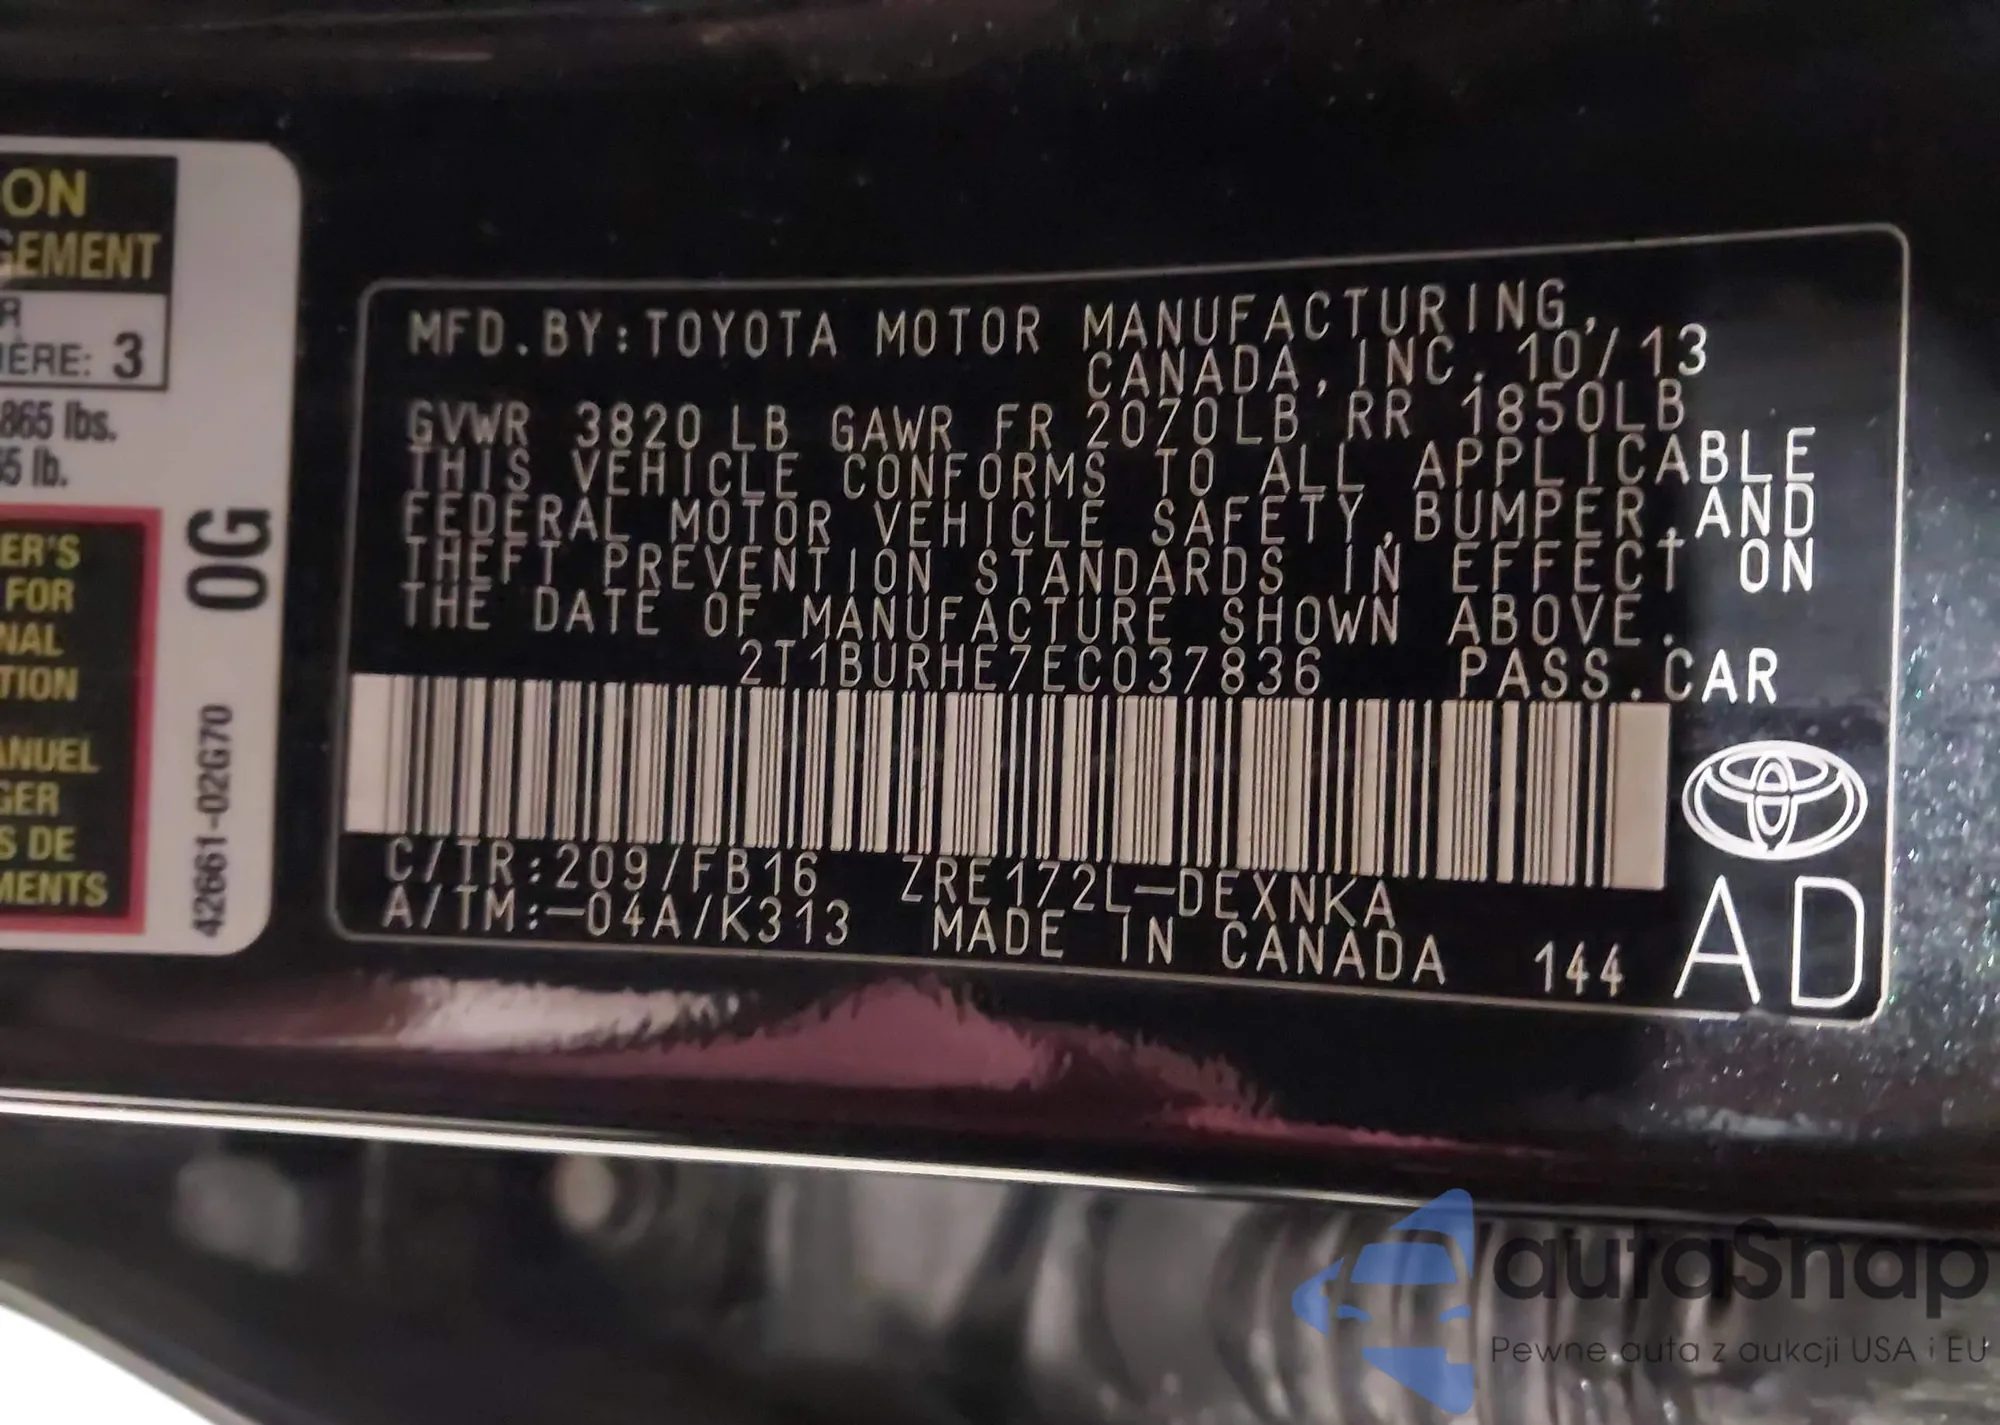 ON
GEMENT
R
IERE: 3
865 lbs.
65 lb.
ER'S
FOR
NAL
TION
ANUEL
GER
S DE
MENTS
0G
42661-02G70
MFD.BY:TOYOTA MOTOR MANUFACTURING,
CANADA, INC. 10/13
GVWR 3820 LB GAWR FR 2070LB RR 1850LB
THIS VEHICLE CONFORMS TO ALL APPLICABLE
FEDERAL MOTOR VEHICLE SAFETY,BUMPER,AND
THEFT PREVENTION STANDARDS IN EFFECT ON
THE DATE OF MANUFACTURE SHOWN ABOVE.
2T1BURHE7EC037836 PASS.CAR
C/TR:209/FB16 ZRE172L-DEXNKA
A/TM:-04A/K313 MADE IN CANADA 144
AD
autaSnap
Pewne auta z aukcji USA i EU